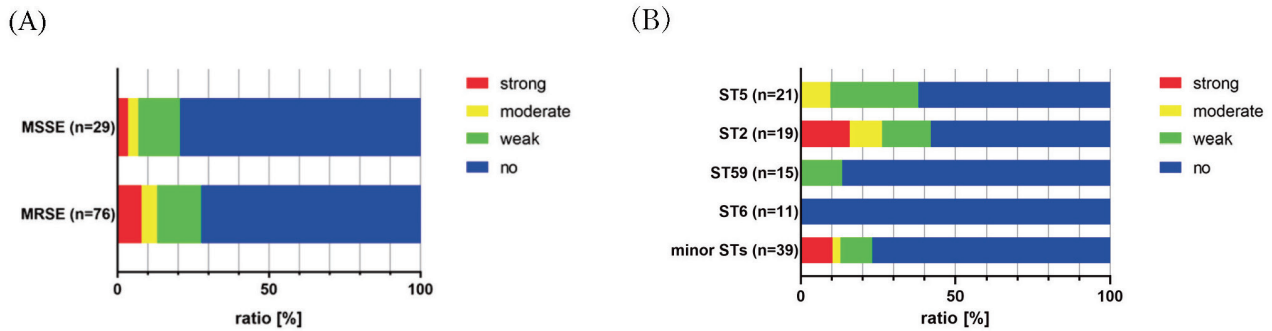 (A)
strong
moderate
weak
no
MSSE (n=29)
MRSE (n=76)
0 50 100
ratio [%]
(B)
strong
moderate
weak
no
ST5 (n=21)
ST2 (n=19)
ST59 (n=15)
ST6 (n=11)
minor STs (n=39)
0 50 100
ratio [%]